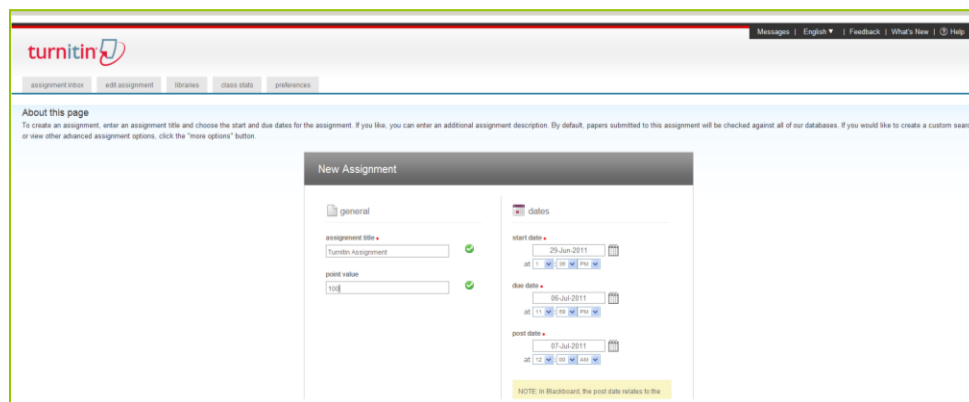 Messages | English ▼ | Feedback | What's New | ? Help
turnitin
assignment inbox edit assignment libraries class stats preferences
About this page
To create an assignment, enter an assignment title and choose the start and due dates for the assignment. If you like, you can enter an additional assignment description. By default, papers submitted to this assignment will be checked against all of our databases. If you would like to create a custom sear
or view other advanced assignment options, click the "more options" button.
New Assignment
general
assignment title
Turnitin Assignment
point value
100
dates
start date
29-Jun-2011
at 1 PM
due date
06-Jul-2011
at 11 : 59 PM
post date
07-Jul-2011
at 12 : 00 AM
NOTE: In Blackboard, the post date relates to the